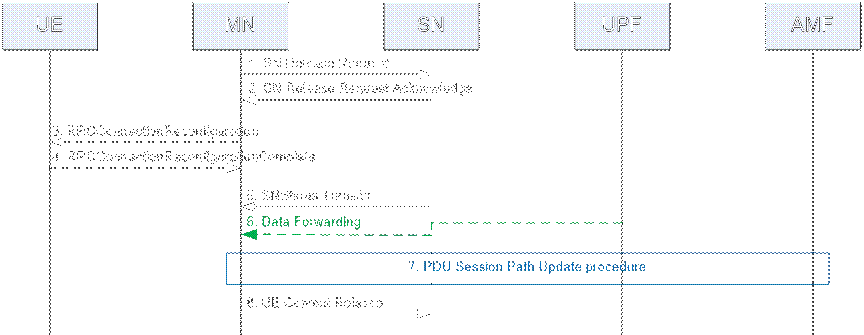 UE MN SN UPF AMF
1. SN Release Request
2. SN Release Request Acknowledge
3. RRCConnectionReconfiguration
4. RRCConnectionReconfigurationComplete
5. SN Status Transfer
6. Data Forwarding
7. PDU Session Path Update procedure
8. UE Context Release